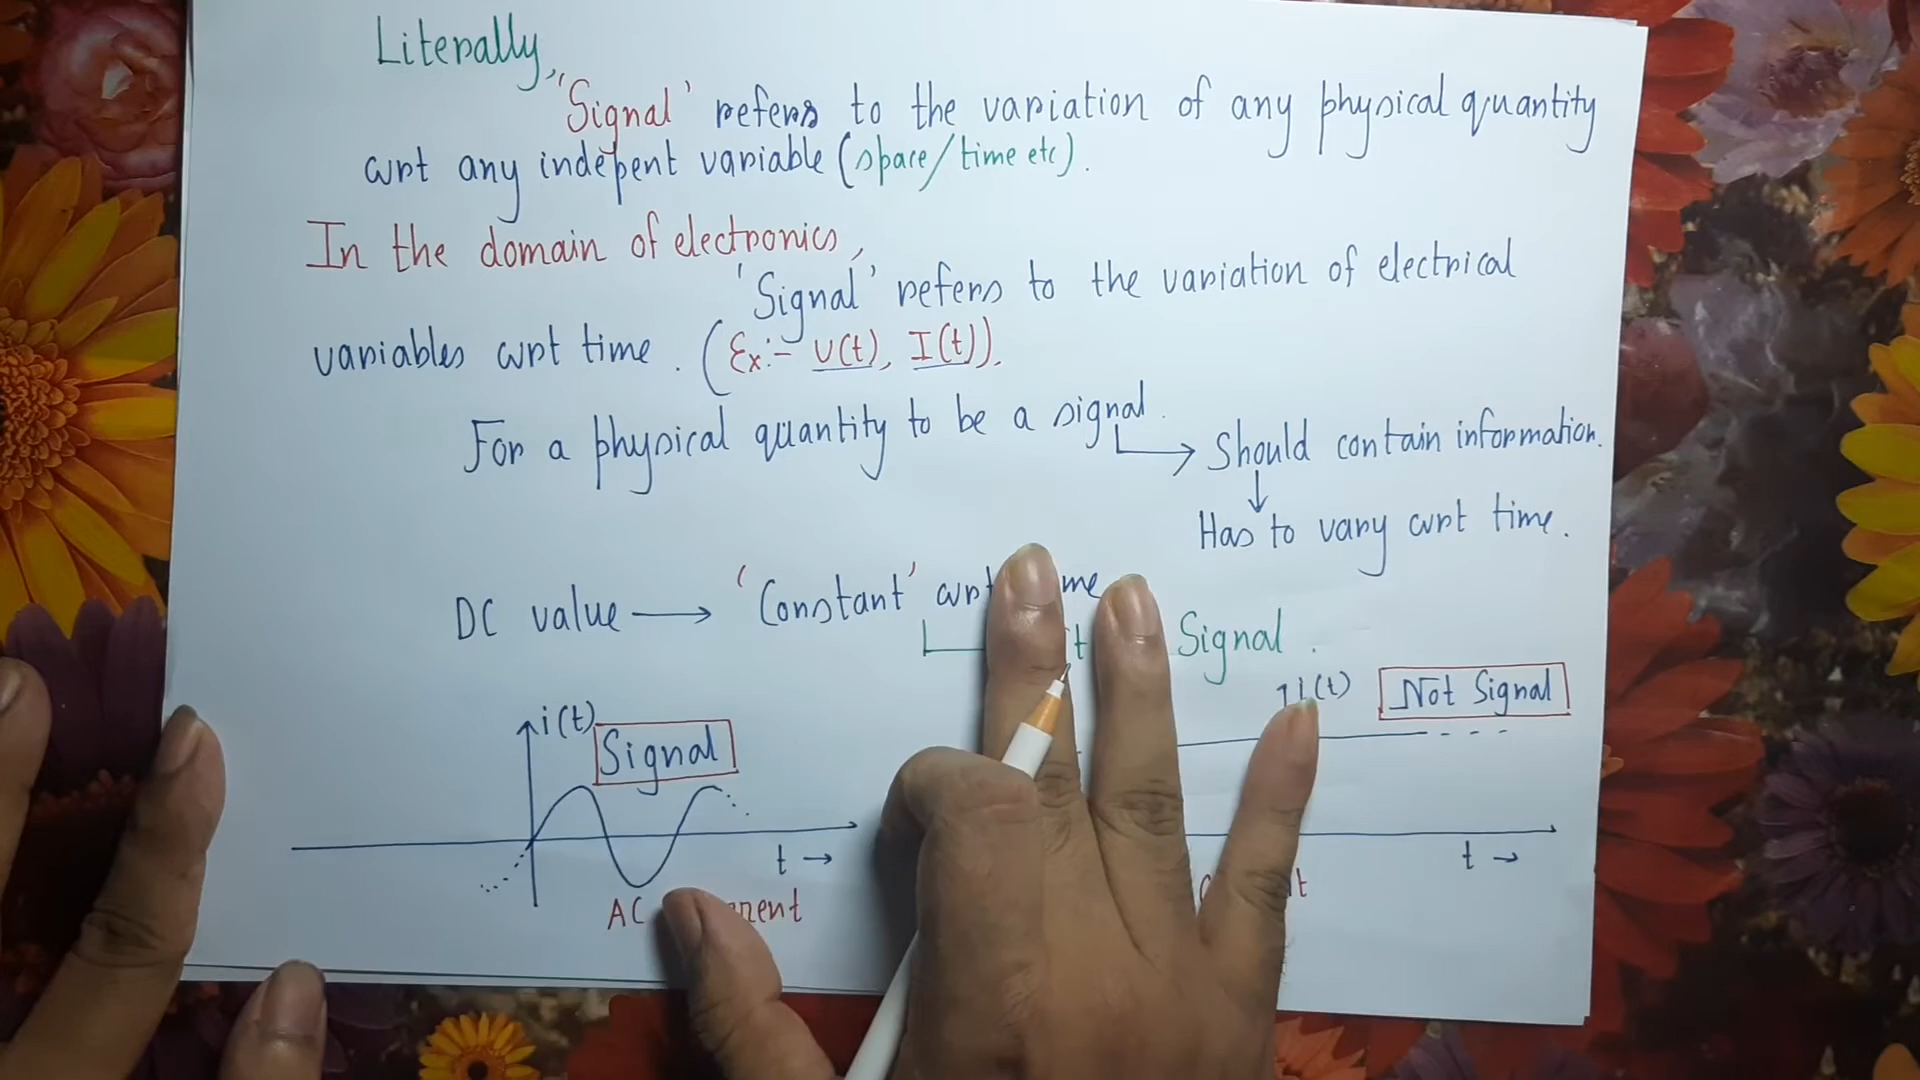 Literally,
'Signal' refers to the variation of any physical quantity
wrt any indepent variable (space/time etc).
In the domain of electronics,
'Signal' refers to the variation of electrical
variables wrt time. (Ex:- v(t), I(t)).
For a physical quantity to be a signal.
→ Should contain information.
↓
Has to vary wrt time.
DC value → 'Constant' wrt
Signal.
i(t) Signal
t →
AC
i(t) Not Signal
t →